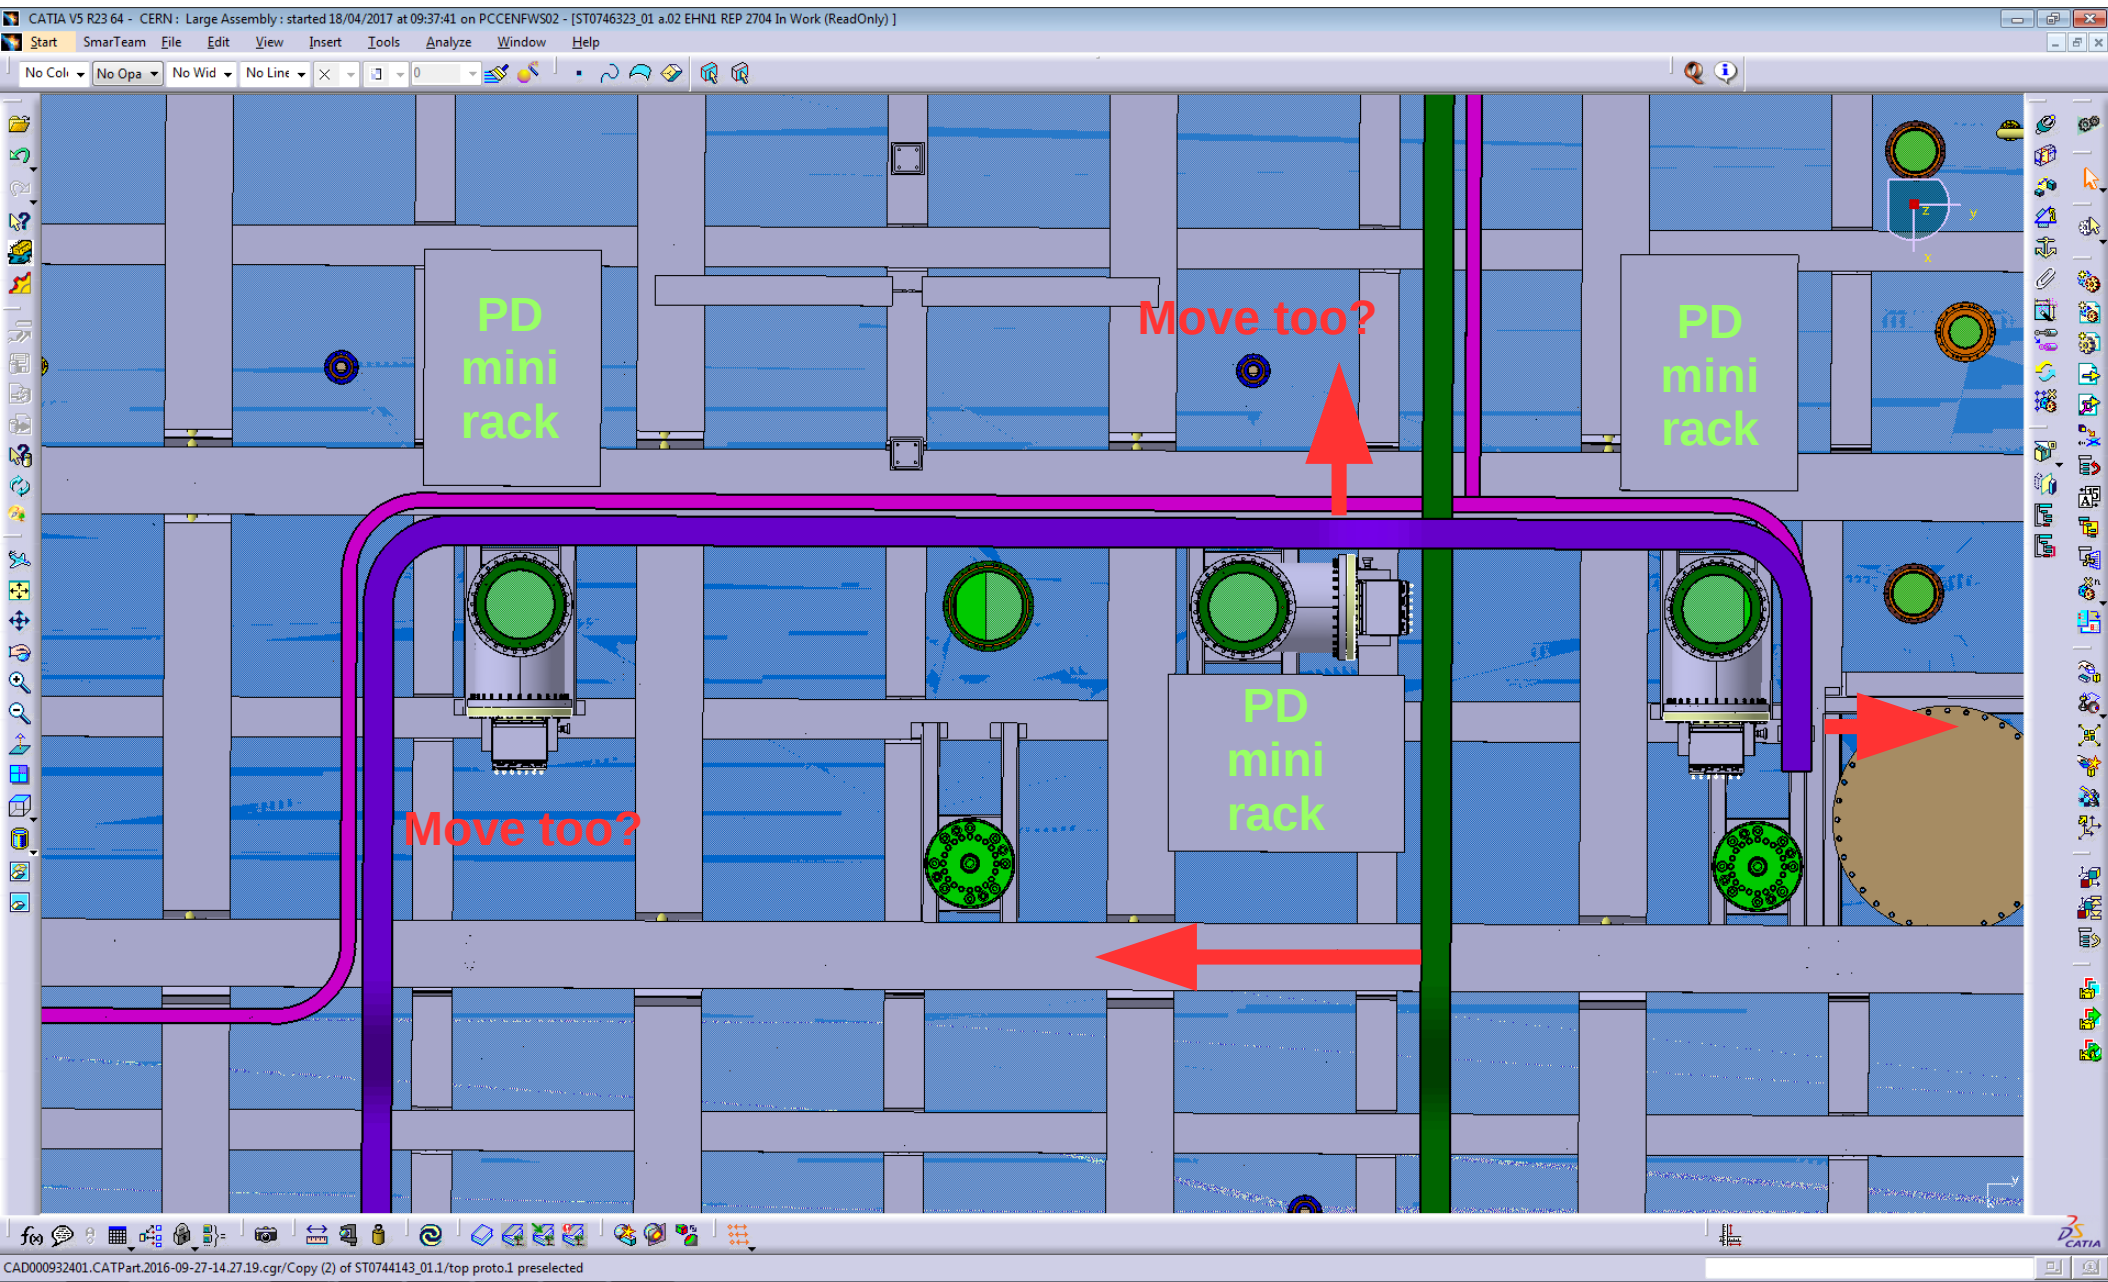 CATIA V5 R23 64 - CERN : Large Assembly : started 18/04/2017 at 09:37:41 on PCCENFWS02 - [ST0746323_01 a.02 EHN1 REP 2704 In Work (ReadOnly) ]
Start SmarTeam File Edit View Insert Tools Analyze Window Help
No Col No Opa No Wid No Line 0
PD
mini
rack
Move too?
PD
mini
rack
z y
x
PD
mini
rack
Move too?
y
f(x)
CATIA
CAD000932401.CATPart.2016-09-27-14.27.19.cgr/Copy (2) of ST0744143_01.1/top proto.1 preselected